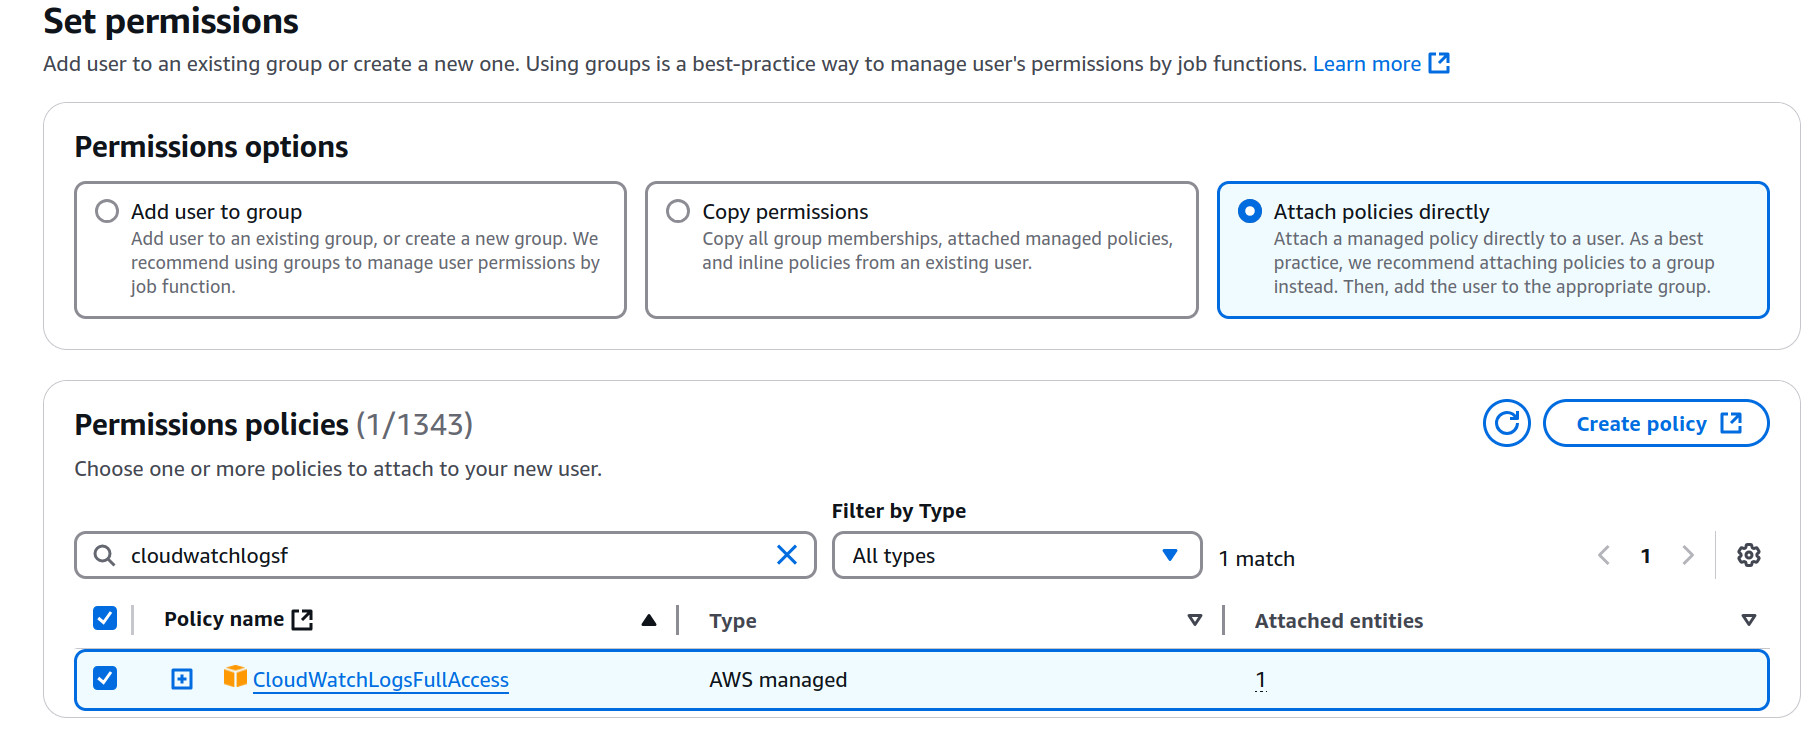 Set permissions
Add user to an existing group or create a new one. Using groups is a best-practice way to manage user's permissions by job functions. Learn more
Permissions options
Add user to group
Add user to an existing group, or create a new group. We
recommend using groups to manage user permissions by
job function.
Copy permissions
Copy all group memberships, attached managed policies,
and inline policies from an existing user.
Attach policies directly
Attach a managed policy directly to a user. As a best
practice, we recommend attaching policies to a group
instead. Then, add the user to the appropriate group.
Permissions policies (1/1343)
Create policy
Choose one or more policies to attach to your new user.
Filter by Type
cloudwatchlogsf
All types
1 match
1
Policy name
Type
Attached entities
CloudWatchLogsFullAccess
AWS managed
1